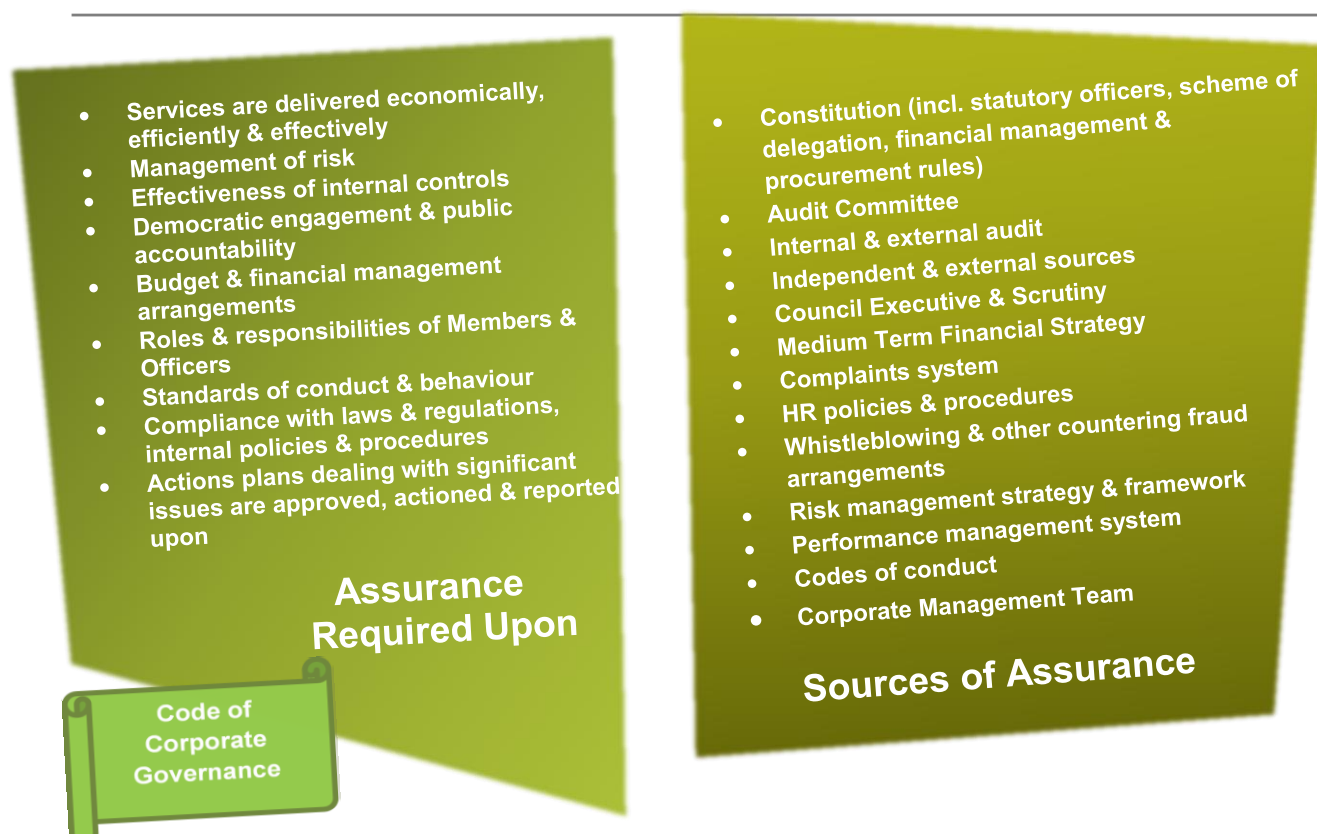 • Services are delivered economically,
efficiently & effectively
• Management of risk
• Effectiveness of internal controls
• Democratic engagement & public
accountability
• Budget & financial management
arrangements
• Roles & responsibilities of Members &
Officers
• Standards of conduct & behaviour
• Compliance with laws & regulations,
internal policies & procedures
• Actions plans dealing with significant
issues are approved, actioned & reported
upon
Assurance
Required Upon
Code of
Corporate
Governance
• Constitution (incl. statutory officers, scheme of
delegation, financial management &
procurement rules)
• Audit Committee
• Internal & external audit
• Independent & external sources
• Council Executive & Scrutiny
• Medium Term Financial Strategy
• Complaints system
• HR policies & procedures
• Whistleblowing & other countering fraud
arrangements
• Risk management strategy & framework
• Performance management system
• Codes of conduct
• Corporate Management Team
Sources of Assurance